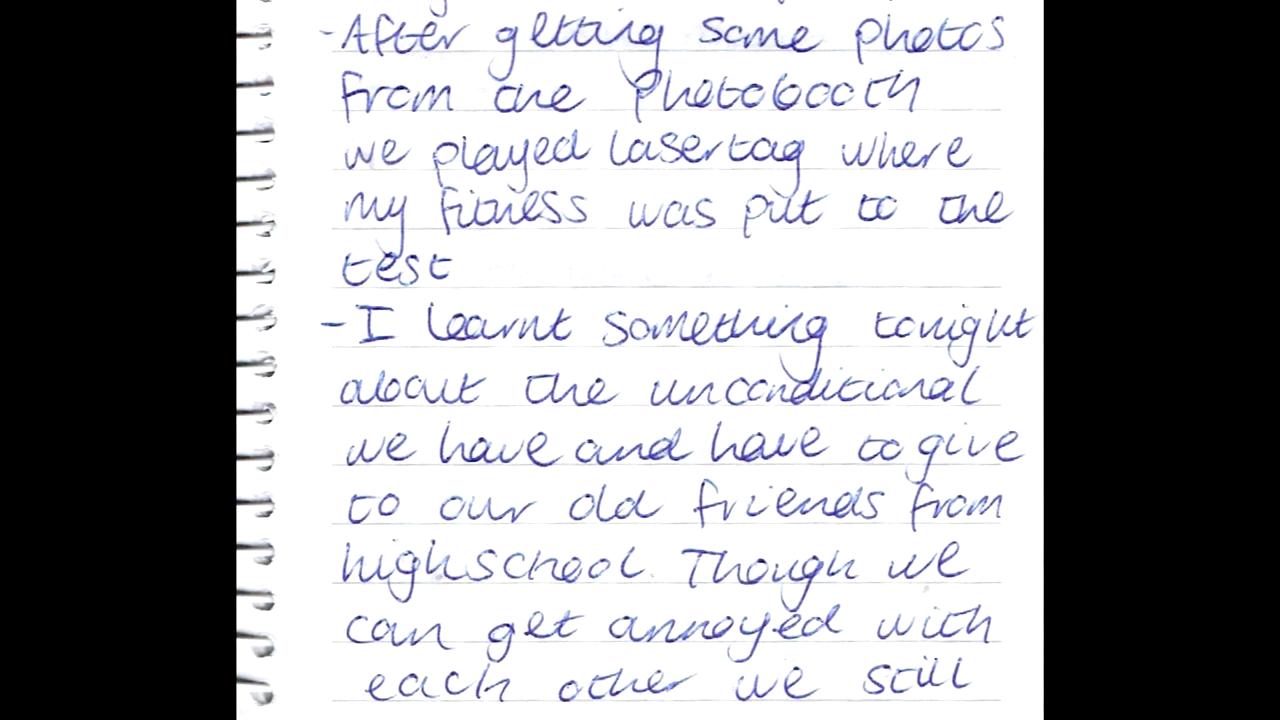 - After getting some photos
from the Photobooth
we played lasertag where
my fitness was put to the
test
- I learnt something tonight
about the unconditional
we have and have to give
to our old friends from
highschool. Though we
can get annoyed with
each other we still